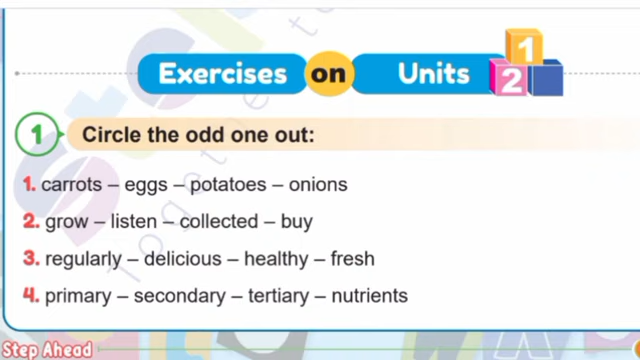 Exercises on Units 1 2
1 Circle the odd one out:
1. carrots – eggs – potatoes – onions
2. grow – listen – collected – buy
3. regularly – delicious – healthy – fresh
4. primary – secondary – tertiary – nutrients
Step Ahead